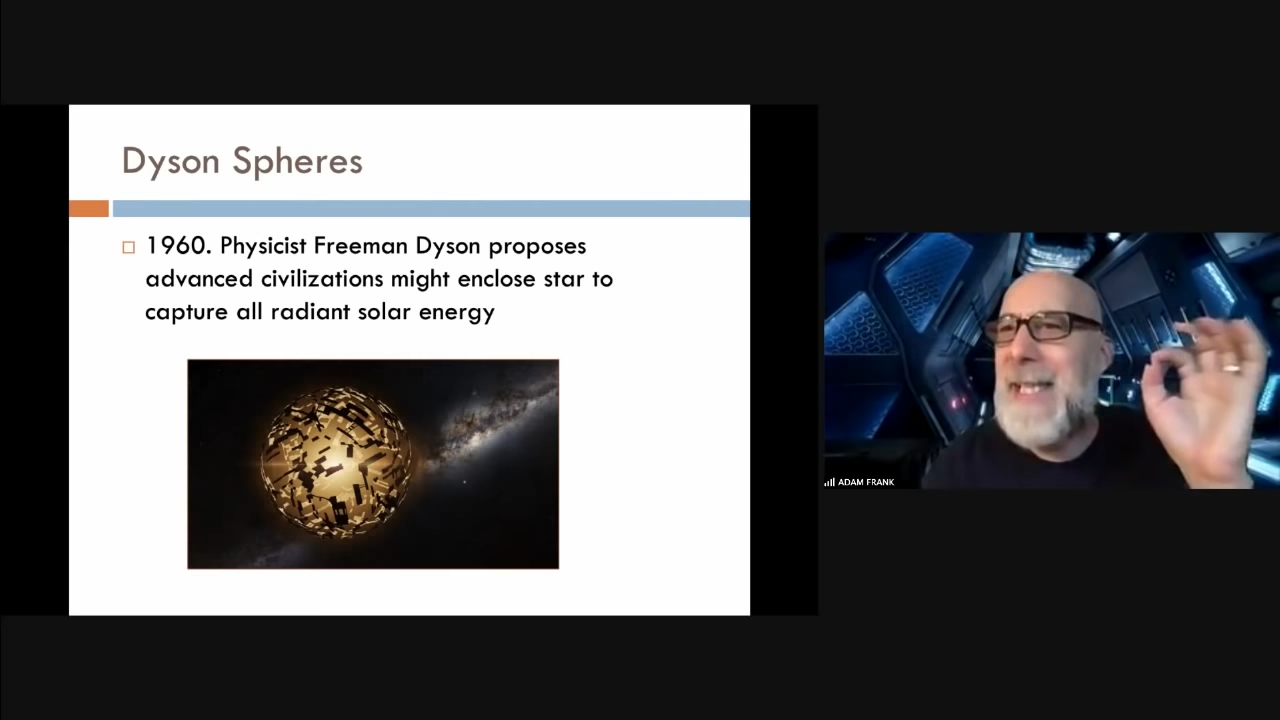 Dyson Spheres
1960. Physicist Freeman Dyson proposes
advanced civilizations might enclose star to
capture all radiant solar energy
ADAM FRANK